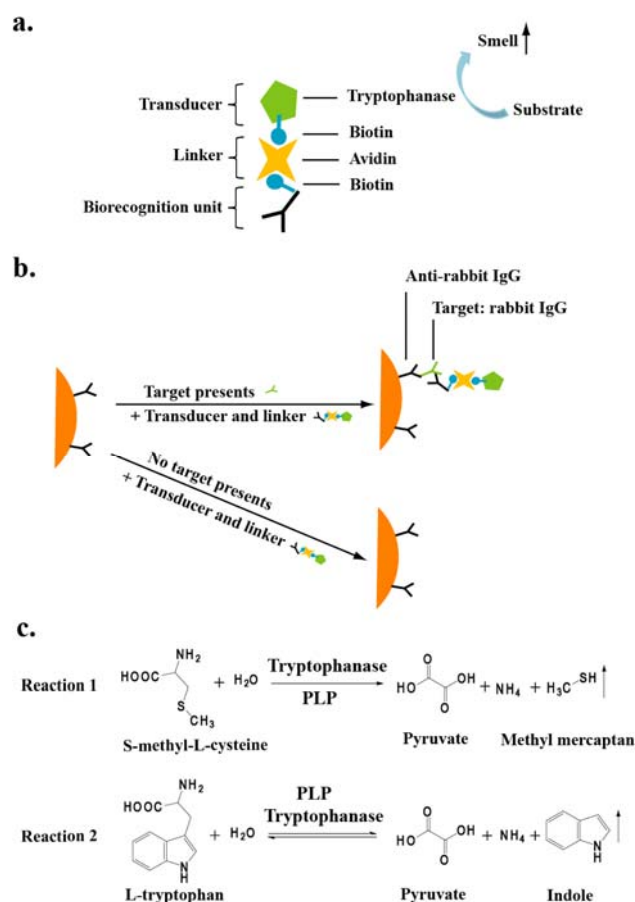 a.
Smell
Transducer
Tryptophanase
Substrate
Biotin
Linker
Avidin
Biotin
Biorecognition unit
b.
Anti-rabbit IgG
Target: rabbit IgG
Target presents
+ Transducer and linker
No target presents
+ Transducer and linker
c.
Reaction 1
NH2
HOOC
S
CH3
+ H2O
Tryptophanase
PLP
O
HO
OH
O
+ NH4 + H3C SH
S-methyl-L-cysteine
Pyruvate
Methyl mercaptan
Reaction 2
NH2
HOOC
N
H
+ H2O
PLP
Tryptophanase
O
HO
OH
O
+ NH4 +
N
H
L-tryptophan
Pyruvate
Indole